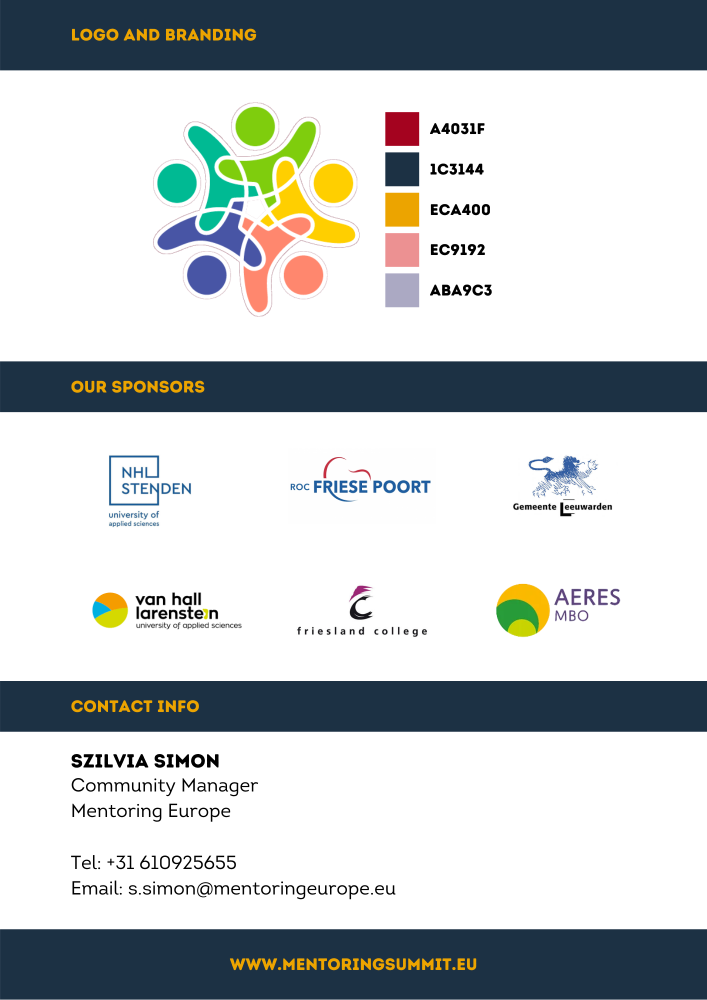 LOGO AND BRANDING
A4031F
1C3144
ECA400
EC9192
ABA9C3
OUR SPONSORS
NHL
STENDEN
university of
applied sciences
ROC FRIESE POORT
Gemeente Leeuwarden
van hall
larenstein
university of applied sciences
friesland college
AERES
MBO
CONTACT INFO
SZILVIA SIMON
Community Manager
Mentoring Europe
Tel: +31 610925655
Email: s.simon@mentoringeurope.eu
WWW.MENTORINGSUMMIT.EU